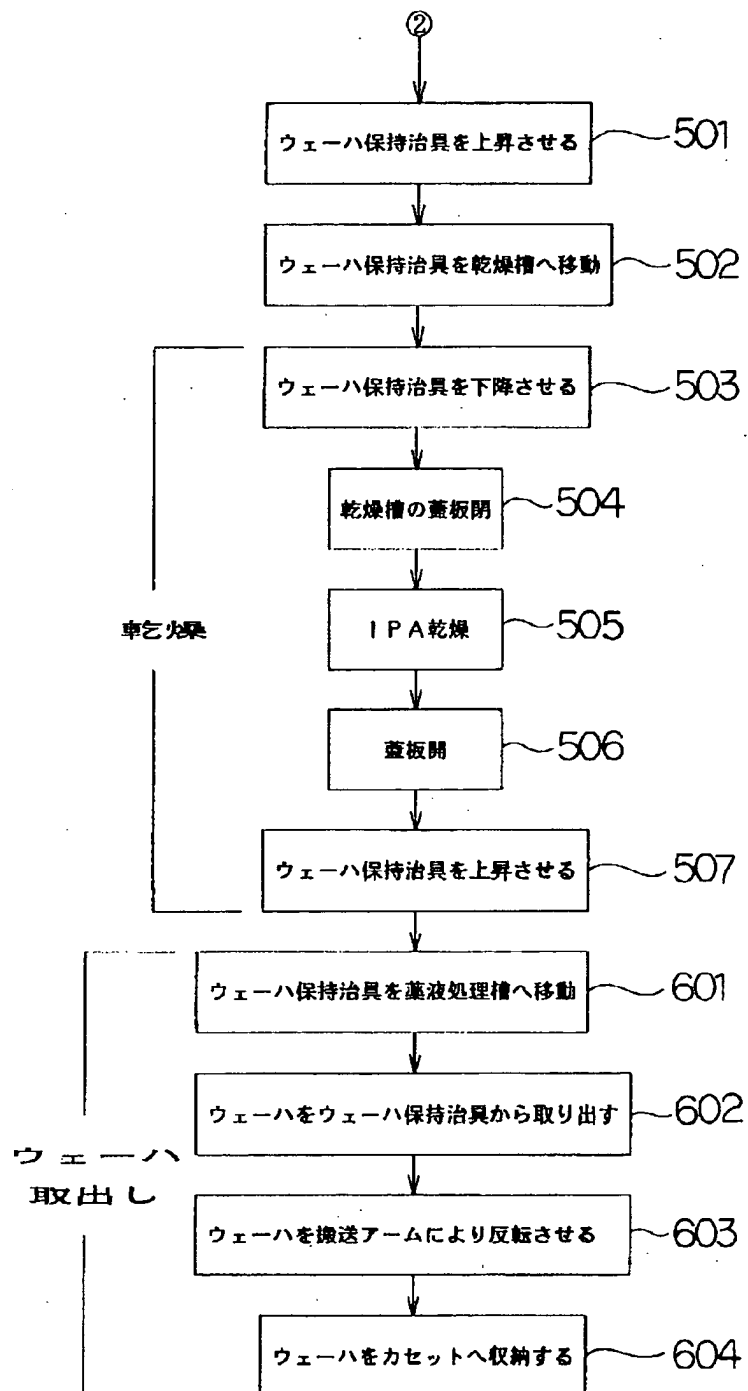 ②
ウェーハ保持治具を上昇させる 501
ウェーハ保持治具を乾燥槽へ移動 502
ウェーハ保持治具を下降させる 503
乾燥槽の蓋板閉 504
IPA乾燥 505
乾燥
蓋板開 506
ウェーハ保持治具を上昇させる 507
ウェーハ保持治具を薬液処理槽へ移動 601
ウェーハをウェーハ保持治具から取り出す 602
ウェーハ
取出し
ウェーハを搬送アームにより反転させる 603
ウェーハをカセットへ収納する 604